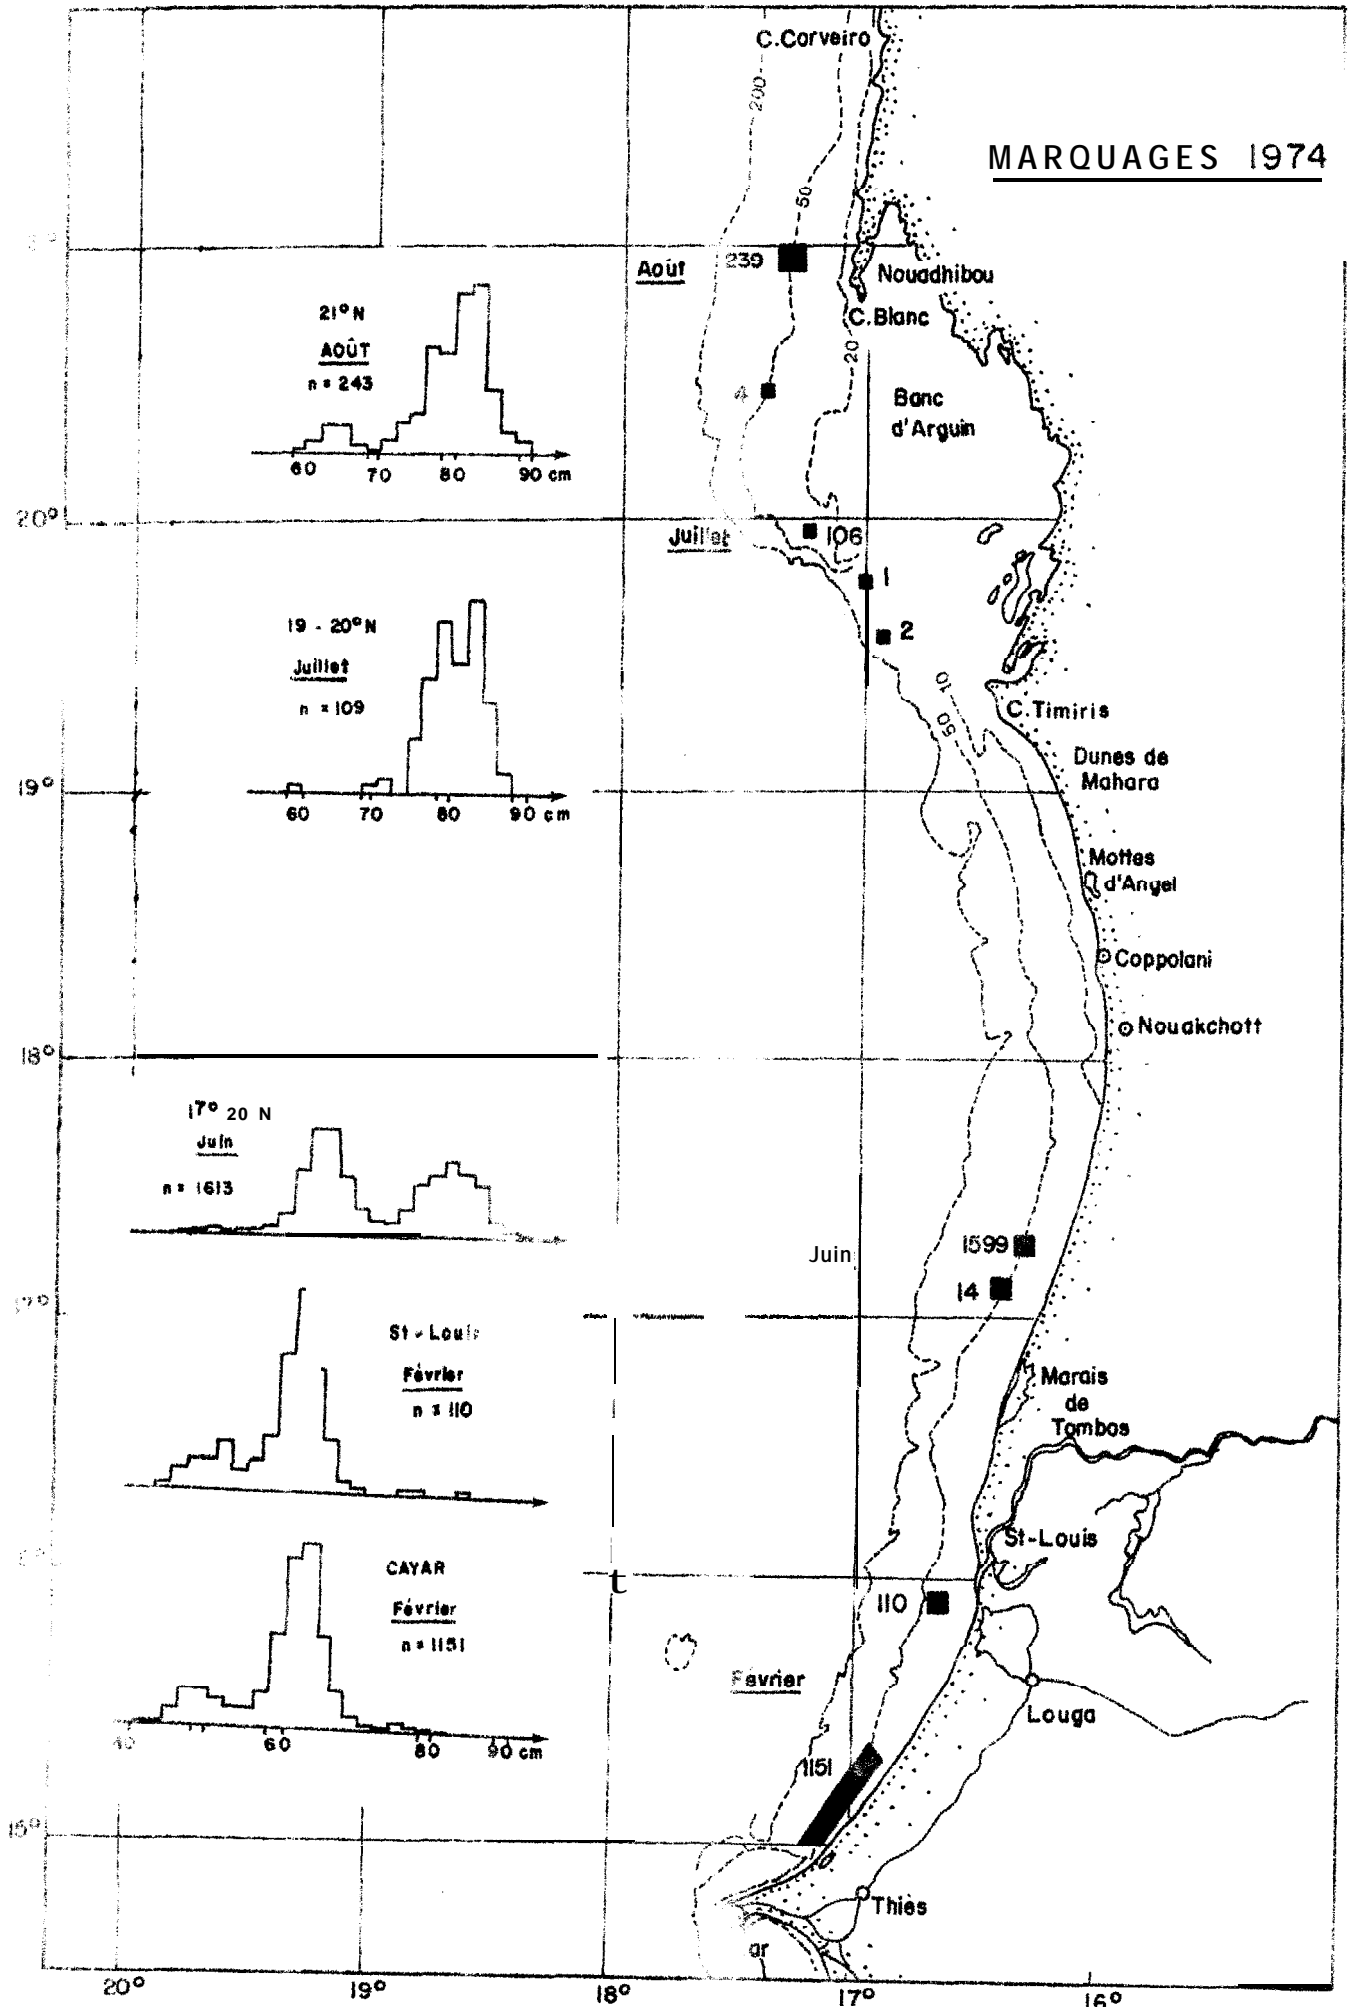 C.Corveiro
200
MARQUAGES 1974
50
Août
239
Nouadhibou
C.Blanc
21° N
AOÛT
n = 243
20
4
Banc
d'Arguin
60 70 80 90 cm
20°
Juillet
106
1
2
19 - 20° N
Juillet
n = 109
10
50
C.Timiris
Dunes de
Mahara
19°
60 70 80 90 cm
Mottes
d'Angel
Coppolani
Nouakchott
18°
17° 20 N
Juin
n = 1613
1599
Juin
14
17°
St-Louis
Février
n = 110
Marais
de
Tombos
St-Louis
CAYAR
Février
n = 1151
110
Février
Louga
40 60 80 90 cm
1151
15°
Thiès
ar
20° 19° 18° 17° 16°